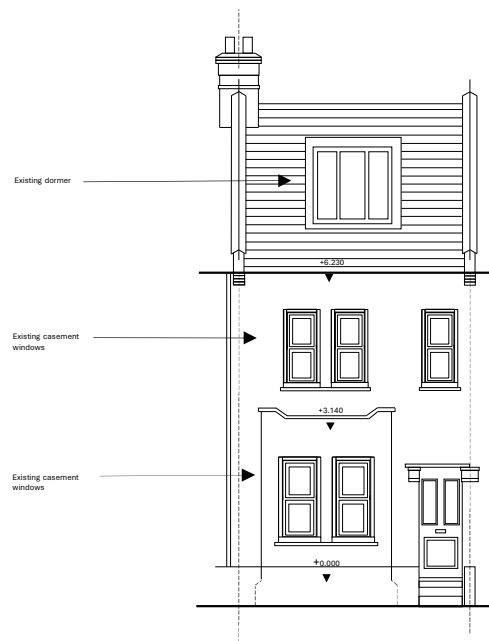 Existing dormer
+6.230
Existing casement
windows
+3.140
Existing casement
windows
+0.000